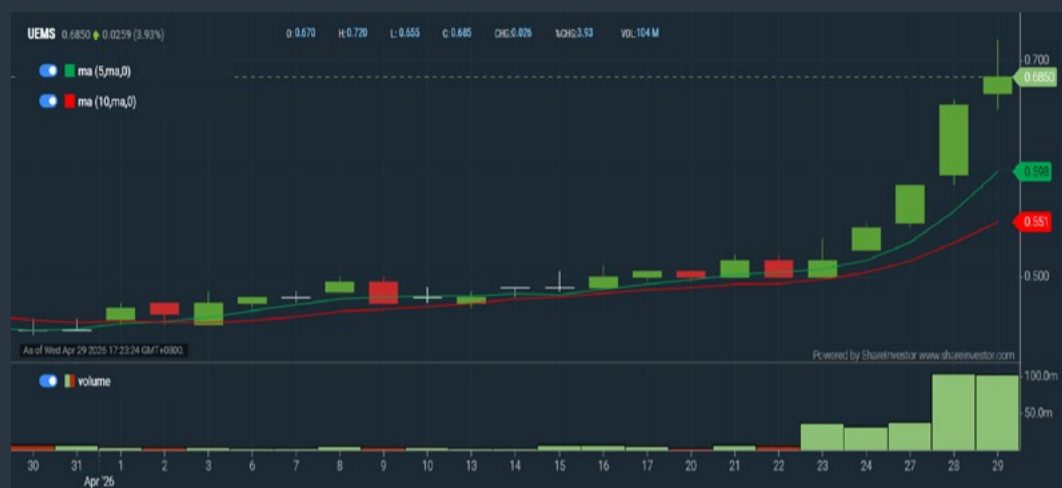 UEMS 0.6850 0.0259 (3.93%) O: 0.670 H: 0.720 L: 0.655 C: 0.685 CHG:0.026 %CHG:3.93 VOL:104 M
ma (5,ma,0)
ma (10,ma,0)
0.700
0.6850
0.598
0.551
0.500
As of Wed Apr 29 2026 17:23:24 GMT+0800.
Powered by ShareInvestor www.shareinvestor.com
volume
100.0m
50.0m
30 31 1 2 3 6 7 8 9 10 13 14 15 16 17 20 21 22 23 24 27 28 29
Apr '26